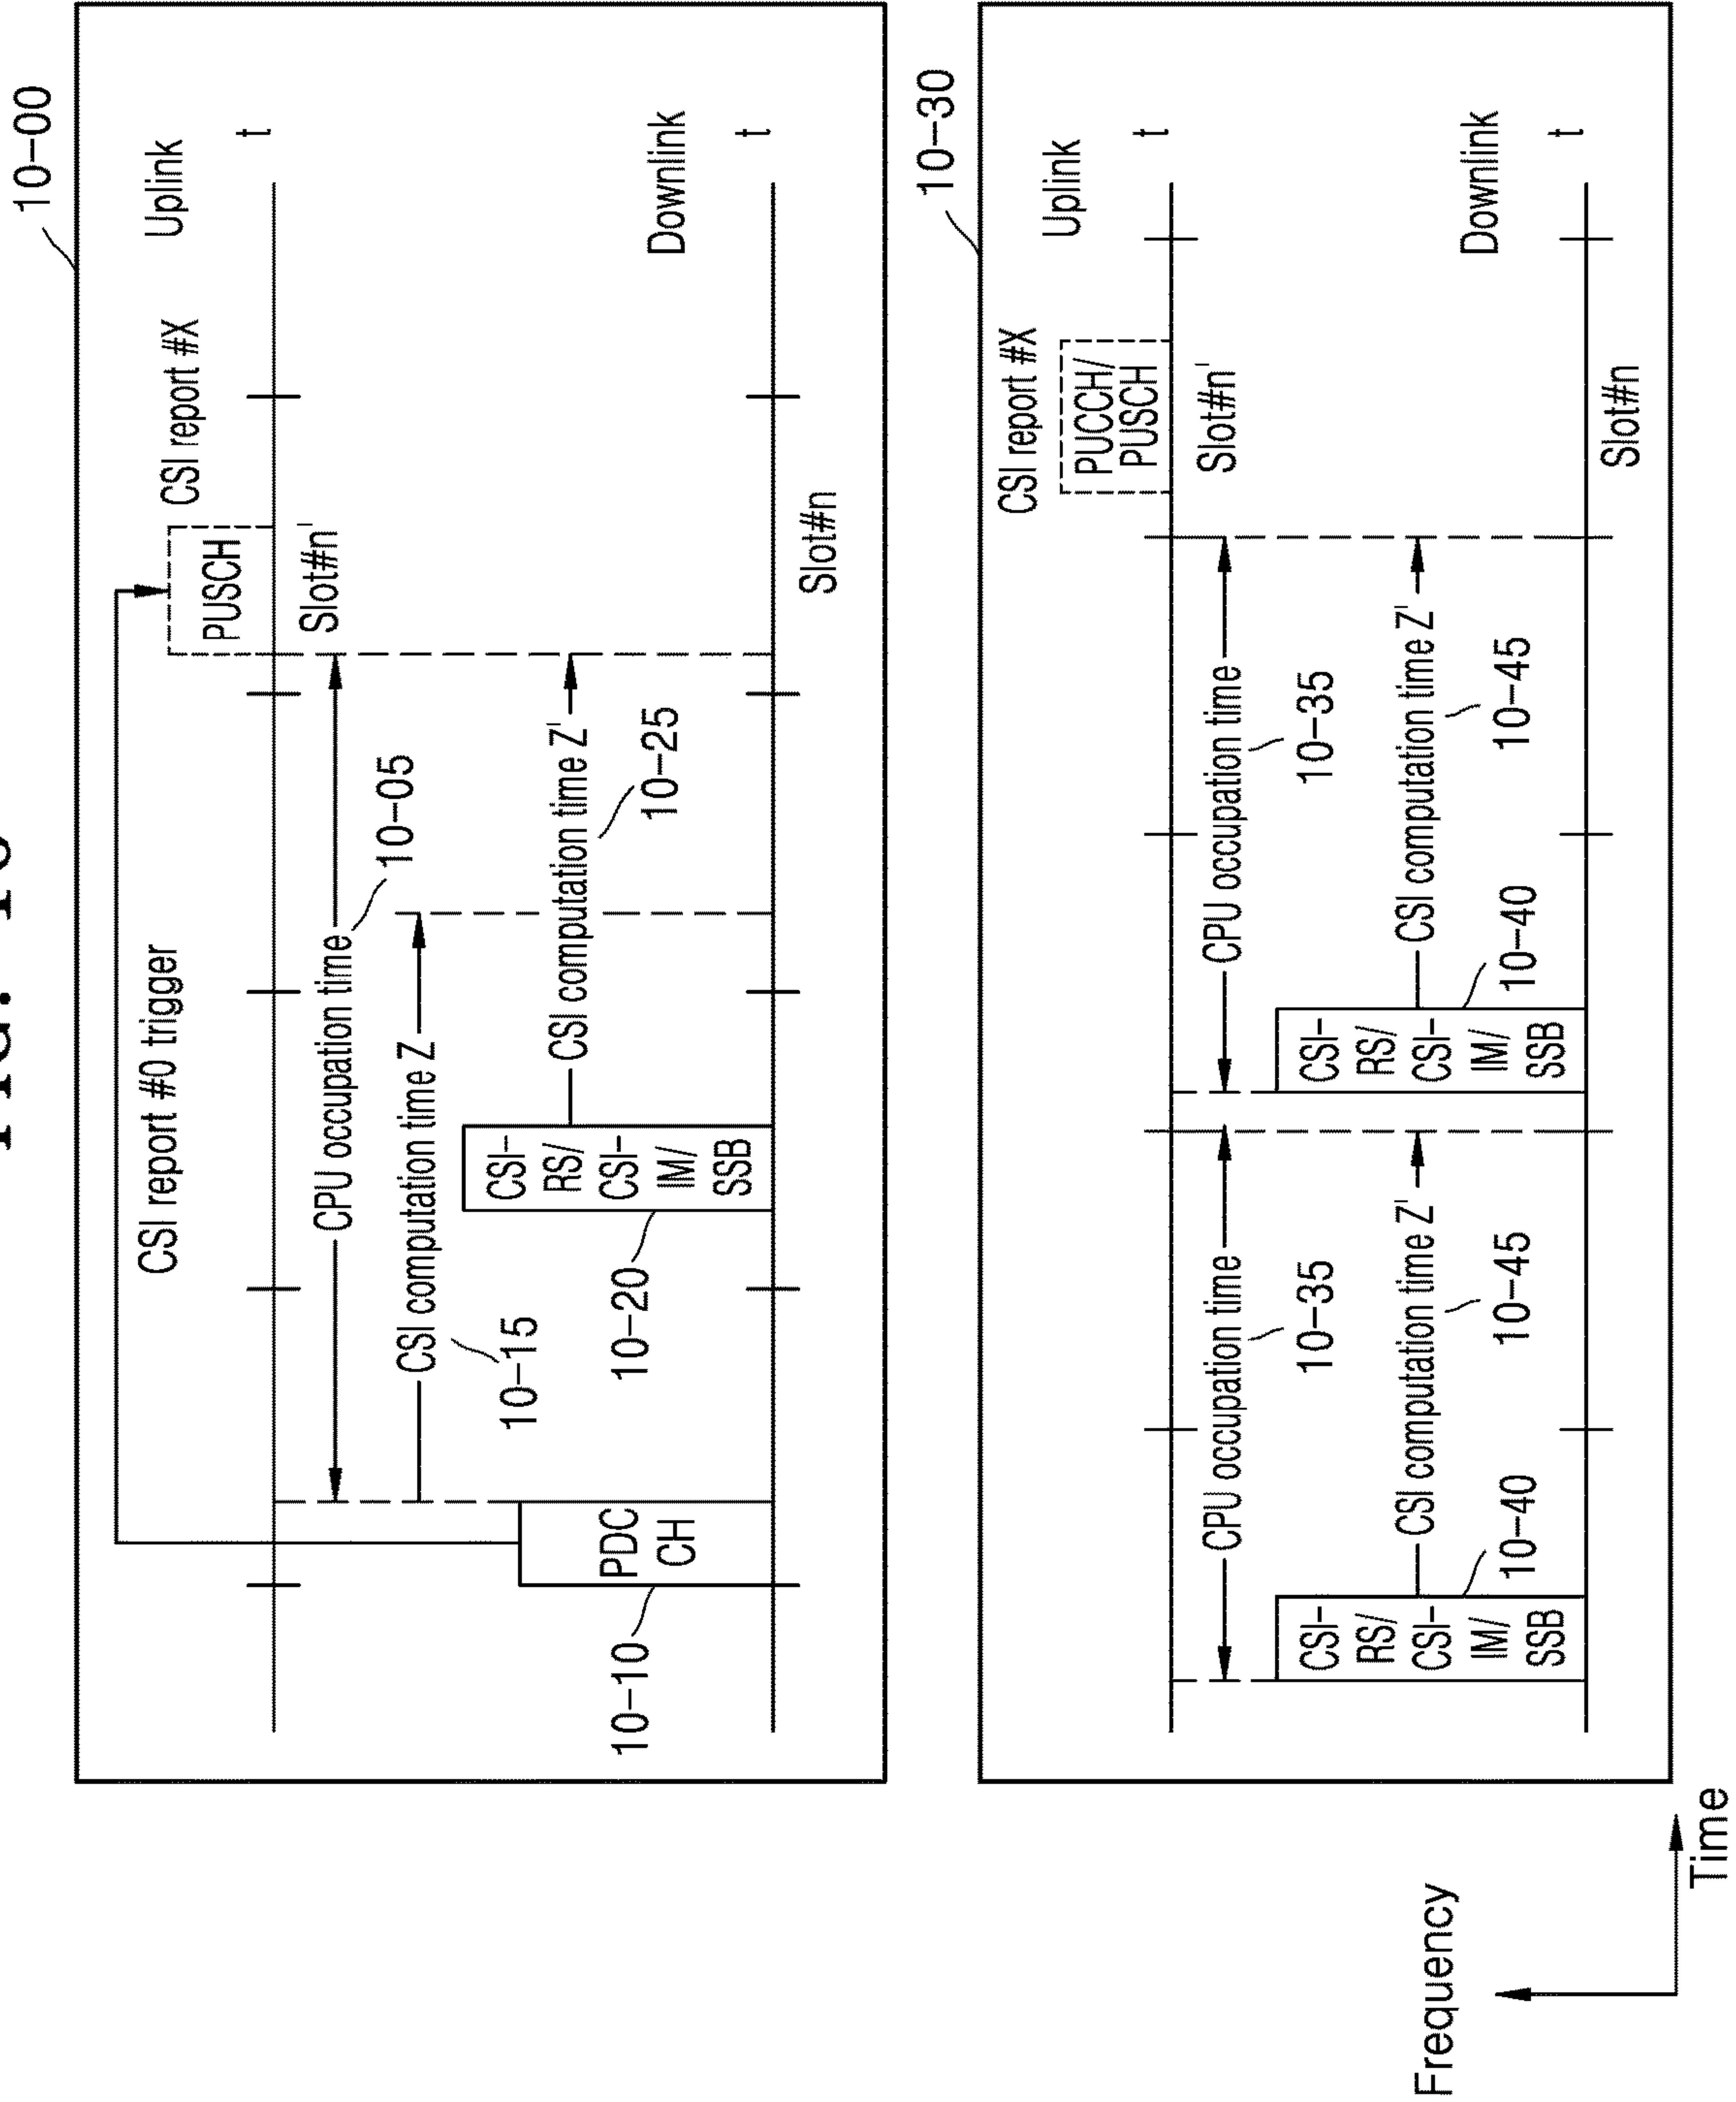 10-00
Uplink
t
CSI report #0 trigger
CSI report #X
PUSCH
Slot#n'
CPU occupation time
10-05
CSI computation time Z
10-15
CSI-
RS/
CSI-
IM/
SSB
10-20
CSI computation time Z'
10-25
PDC
CH
10-10
Downlink
t
Slot#n
10-30
Uplink
t
CSI report #X
PUCCH/
PUSCH
Slot#n'
CPU occupation time
10-35
CPU occupation time
10-35
CSI-
RS/
CSI-
IM/
SSB
10-40
CSI computation time Z'
10-45
CSI-
RS/
CSI-
IM/
SSB
10-40
CSI computation time Z'
10-45
Downlink
t
Slot#n
Frequency
Time